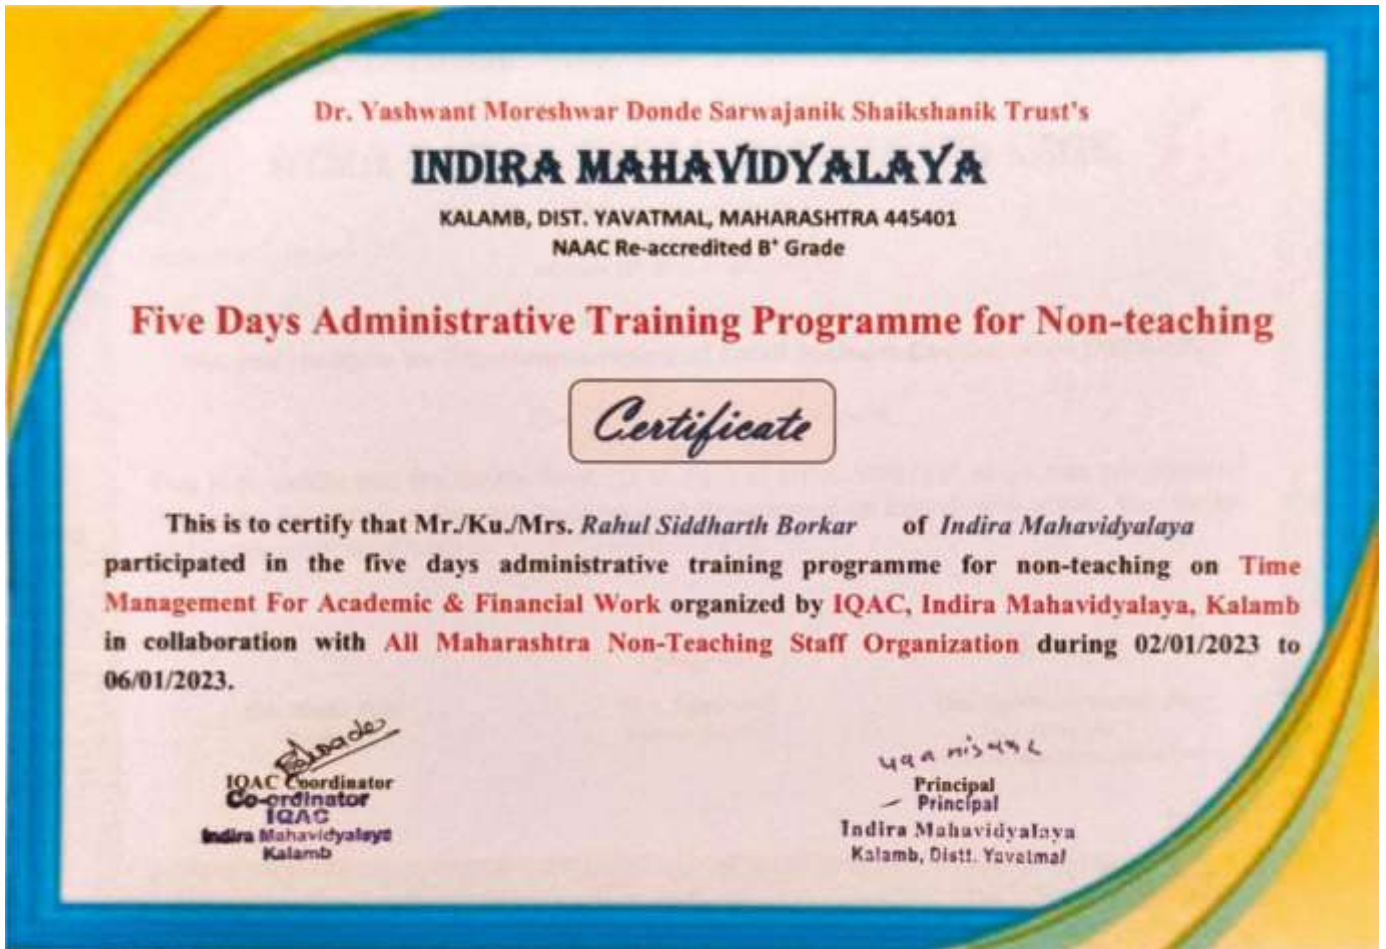 Dr. Yashwant Moreshwar Donde Sarwajanik Shaikshanik Trust's
INDIRA MAHAVIDYALAYA
KALAMB, DIST. YAVATMAL, MAHARASHTRA 445401
NAAC Re-accredited B+ Grade
Five Days Administrative Training Programme for Non-teaching
Certificate
This is to certify that Mr./Ku./Mrs. Rahul Siddharth Borkar of Indira Mahavidyalaya
participated in the five days administrative training programme for non-teaching on Time
Management For Academic & Financial Work organized by IQAC, Indira Mahavidyalaya, Kalamb
in collaboration with All Maharashtra Non-Teaching Staff Organization during 02/01/2023 to
06/01/2023.
IQAC Coordinator
Co-ordinator
IQAC
Indira Mahavidyalaya
Kalamb
Principal
Principal
Indira Mahavidyalaya
Kalamb, Distt. Yavatmal